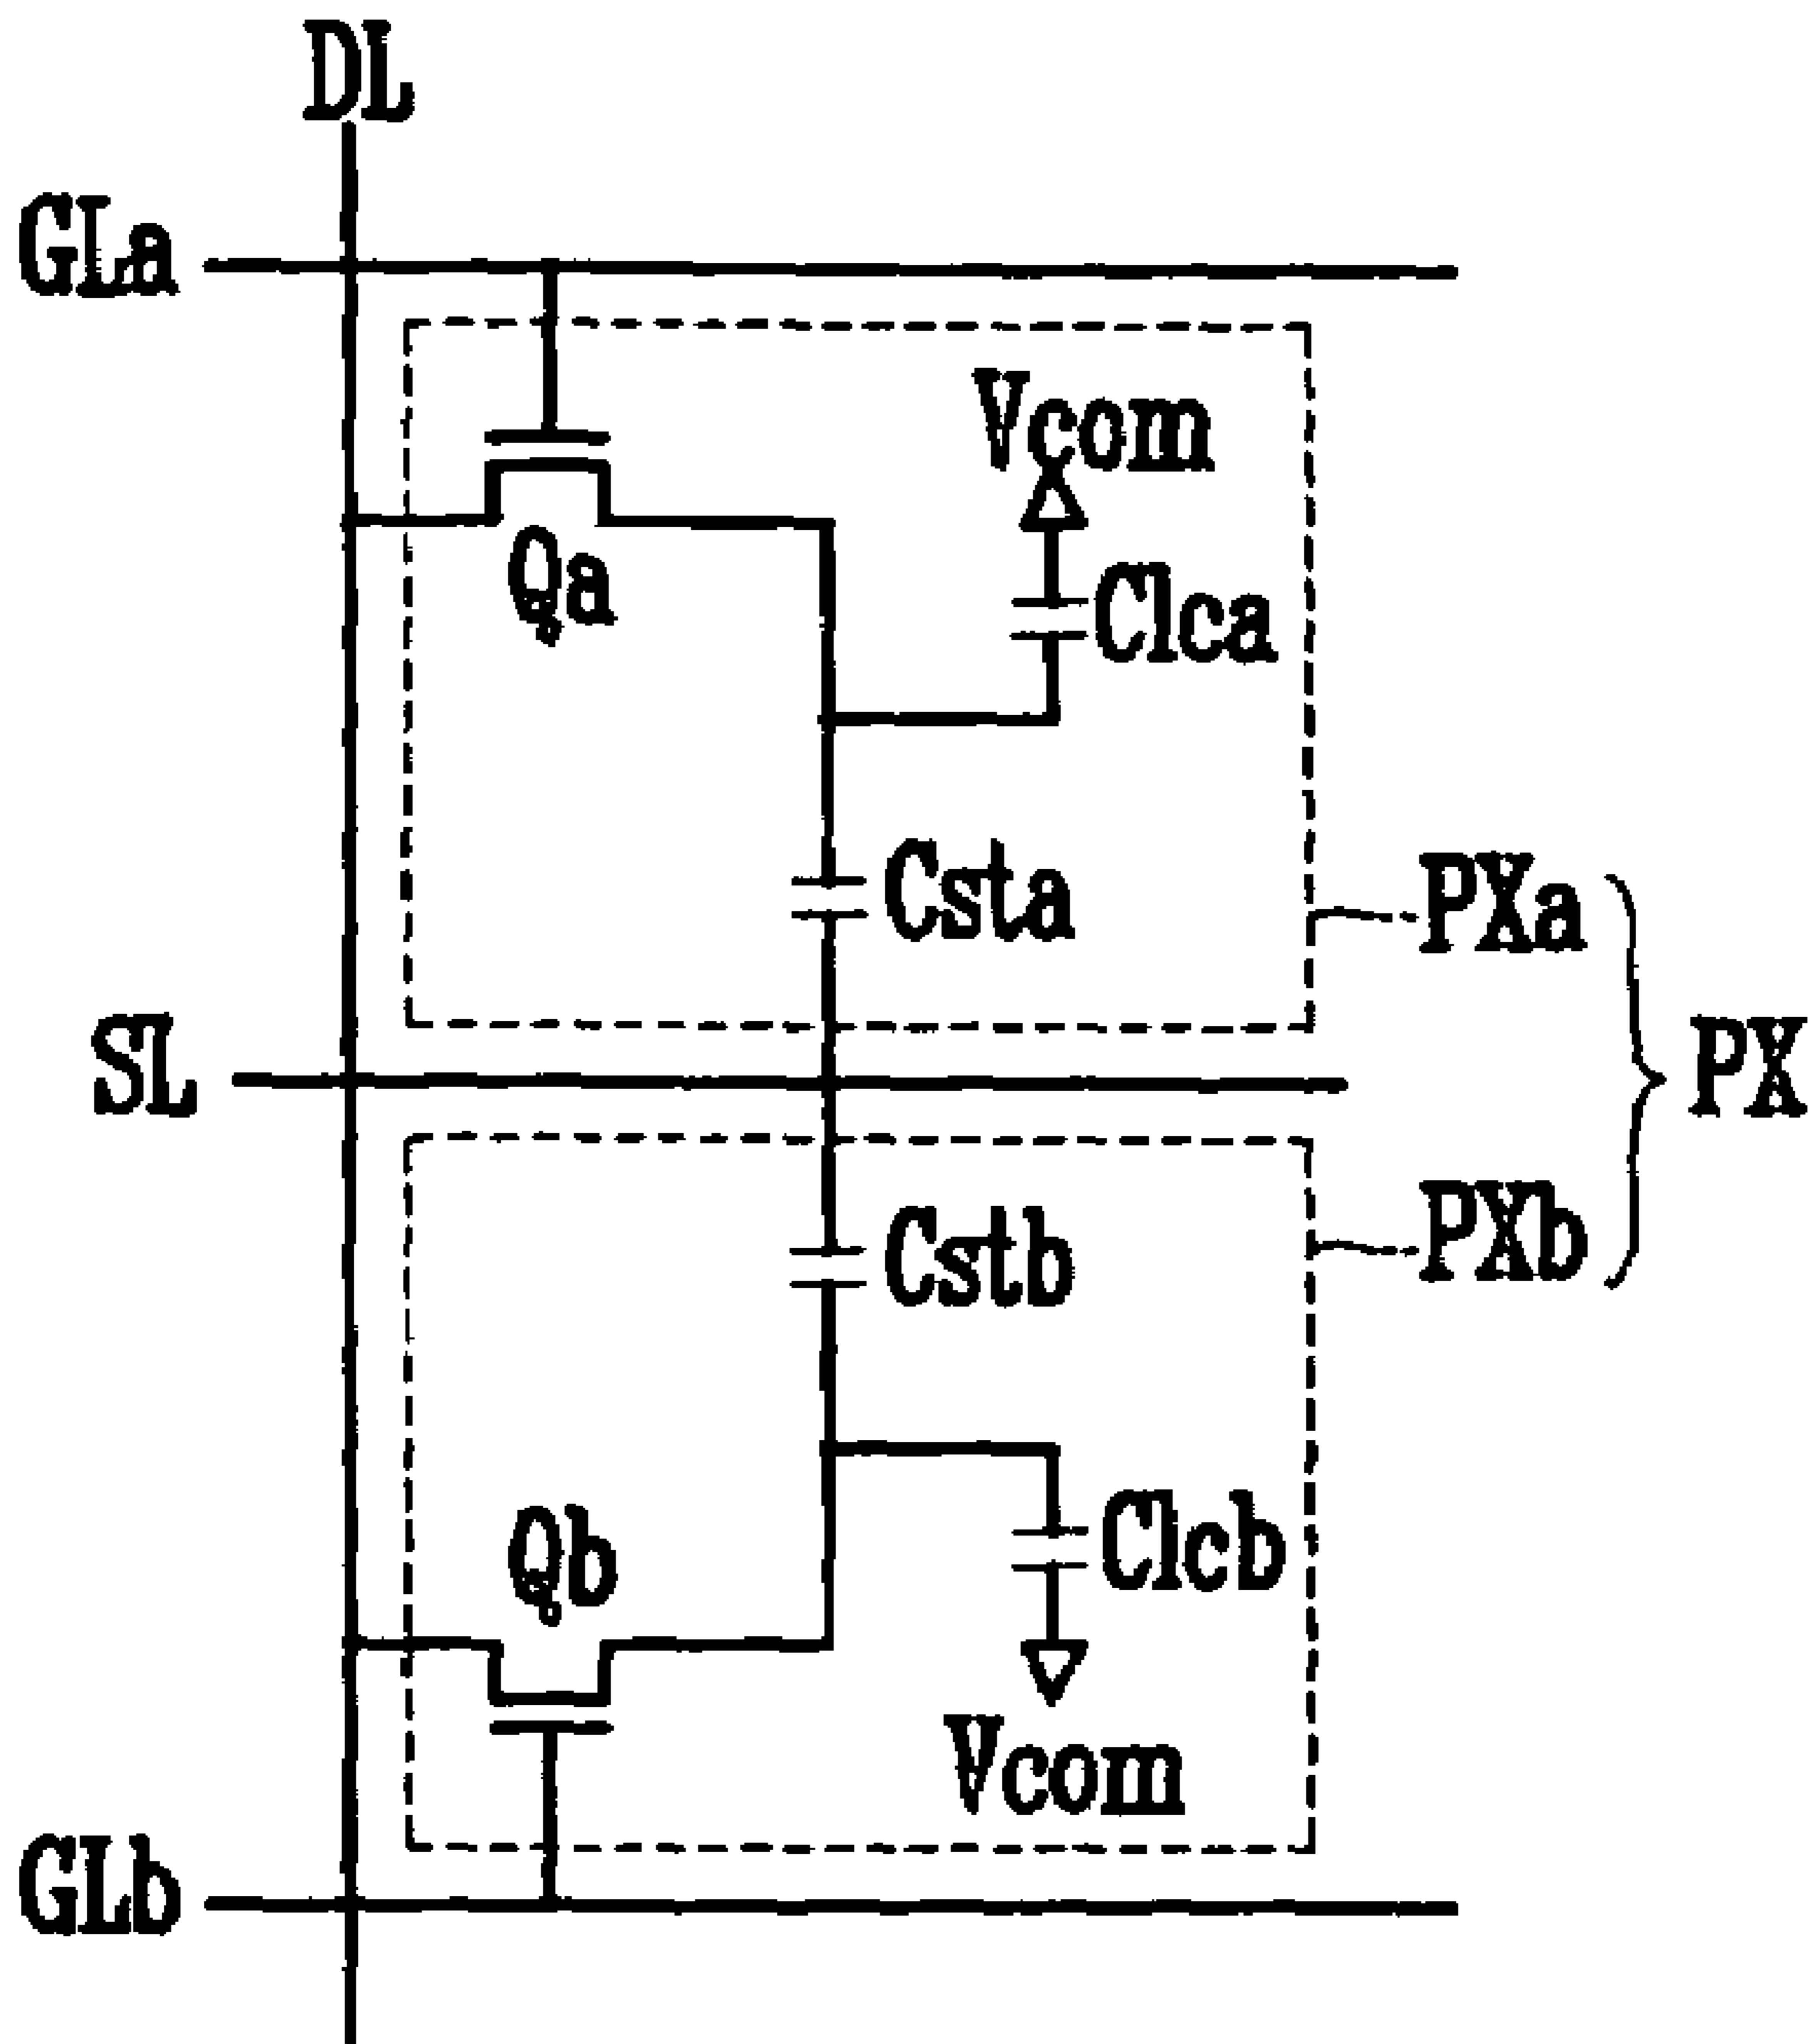 DL
GLa
Vcom
Qa
Clca
Csta
PXa
SL
PX
PXb
Cstb
Qb
Clcb
Vcom
GLb